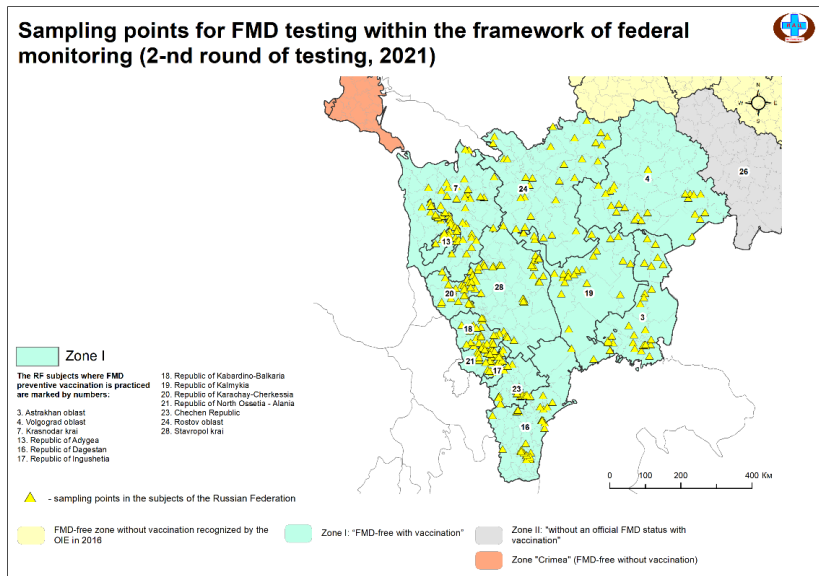 Sampling points for FMD testing within the framework of federal
monitoring (2-nd round of testing, 2021)
N
W
E
S
4
26
7
24
13
20
28
19
3
18
21
17
23
16
Zone I
The RF subjects where FMD
preventive vaccination is practiced
are marked by numbers:
3. Astrakhan oblast
4. Volgograd oblast
7. Krasnodar krai
13. Republic of Adygea
16. Republic of Dagestan
17. Republic of Ingushetia
18. Republic of Kabardino-Balkaria
19. Republic of Kalmykia
20. Republic of Karachay-Cherkessia
21. Republic of North Ossetia - Alania
23. Chechen Republic
24. Rostov oblast
28. Stavropol krai
0 100 200 400 Км
- sampling points in the subjects of the Russian Federation
FMD-free zone without vaccination recognized by the
OIE in 2016
Zone I: “FMD-free with vaccination”
Zone II: "without an official FMD status with
vaccination"
Zone "Crimea" (FMD-free without vaccination)